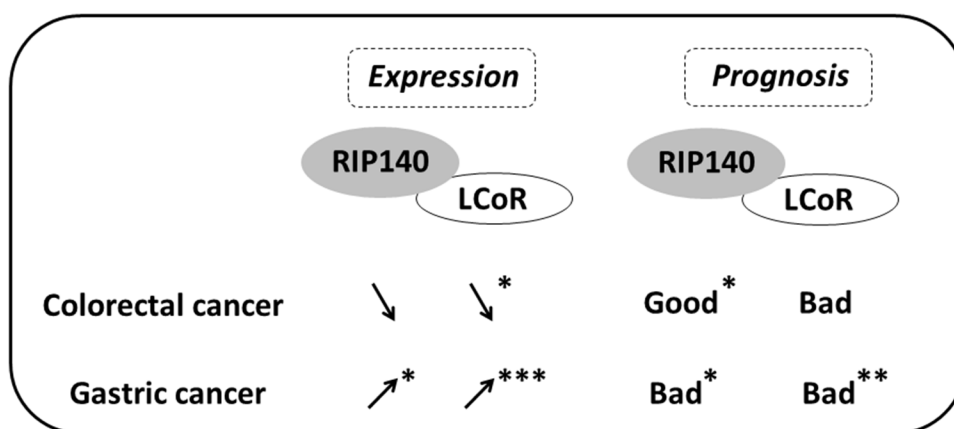 Expression Prognosis
RIP140 RIP140
LCoR LCoR
Colorectal cancer ↘ ↘* Good* Bad
Gastric cancer ↗* ↗*** Bad* Bad**